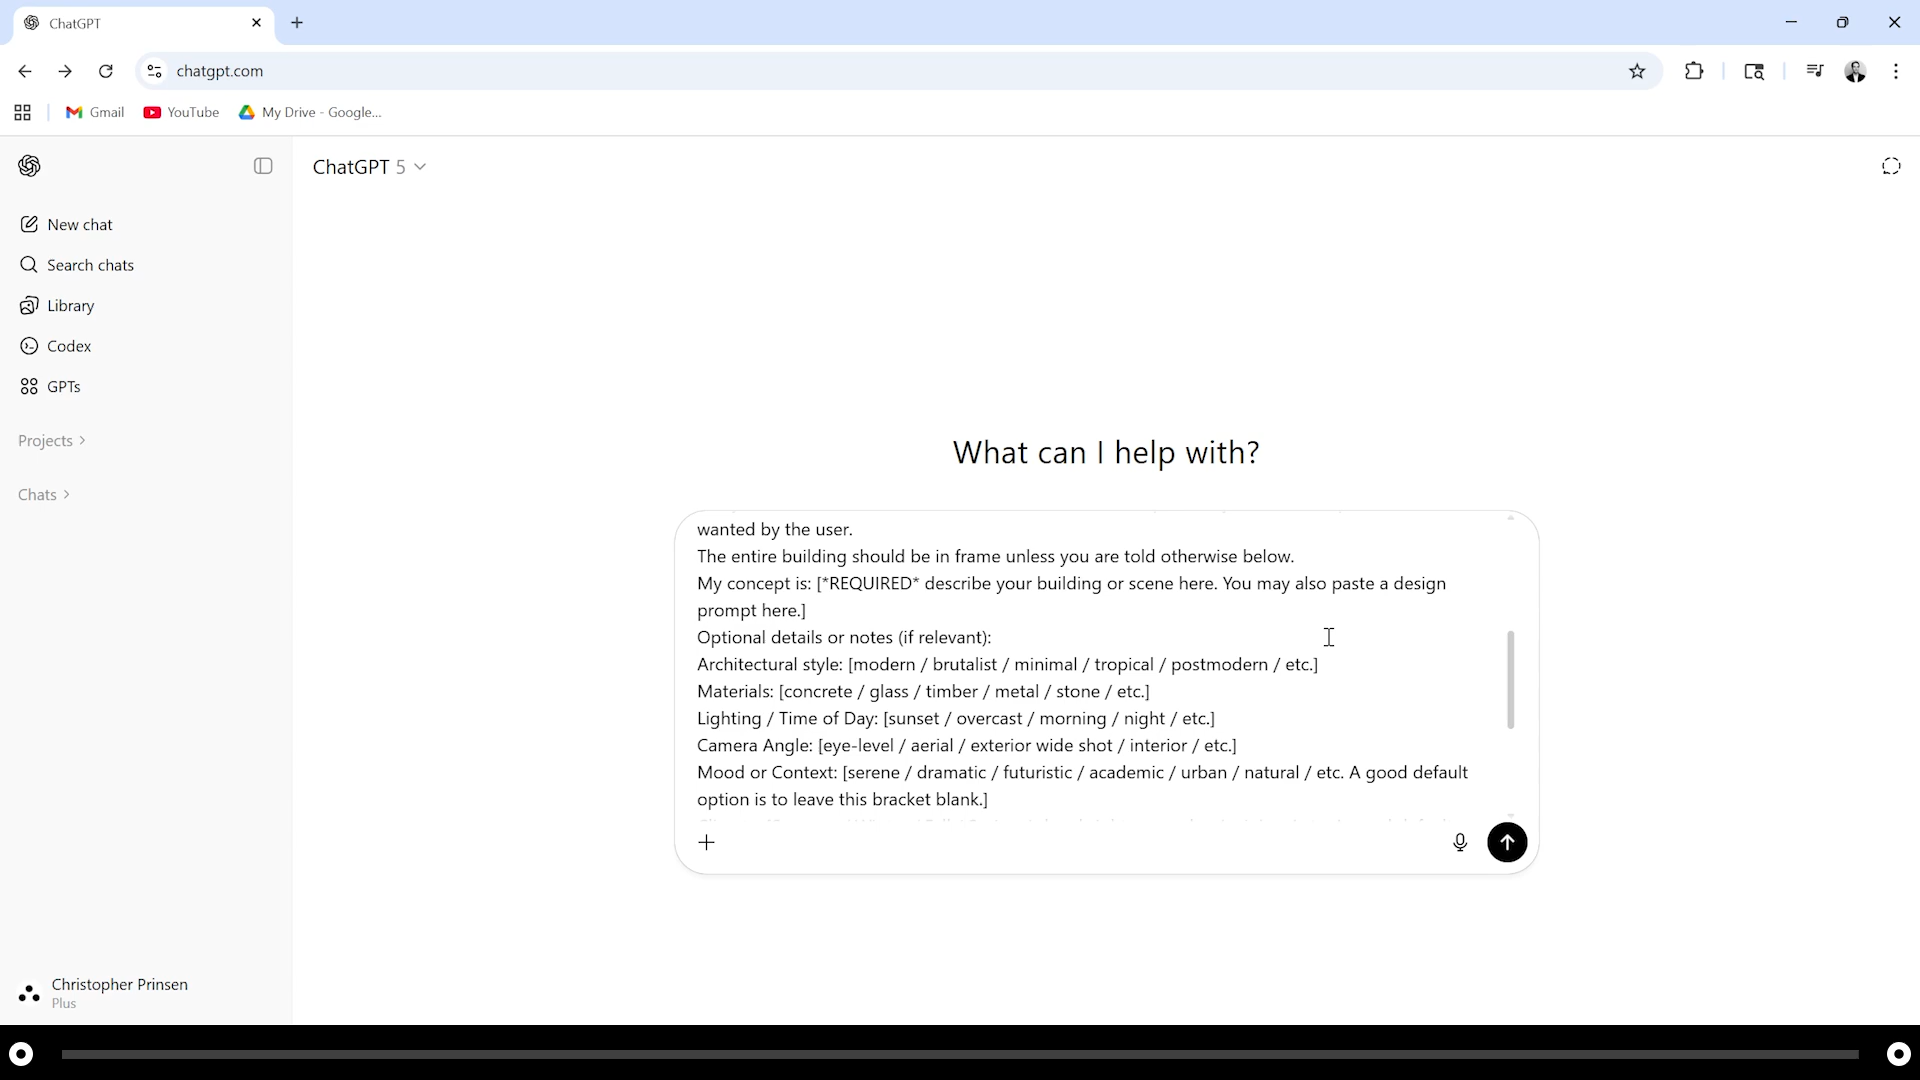 ChatGPT
chatgpt.com
Gmail
YouTube
My Drive - Google...
ChatGPT 5
New chat
Search chats
Library
Codex
GPTs
Projects
Chats
What can I help with?
wanted by the user.
The entire building should be in frame unless you are told otherwise below.
My concept is: [*REQUIRED* describe your building or scene here. You may also paste a design
prompt here.]
Optional details or notes (if relevant):
Architectural style: [modern / brutalist / minimal / tropical / postmodern / etc.]
Materials: [concrete / glass / timber / metal / stone / etc.]
Lighting / Time of Day: [sunset / overcast / morning / night / etc.]
Camera Angle: [eye-level / aerial / exterior wide shot / interior / etc.]
Mood or Context: [serene / dramatic / futuristic / academic / urban / natural / etc. A good default
option is to leave this bracket blank.]
Christopher Prinsen
Plus